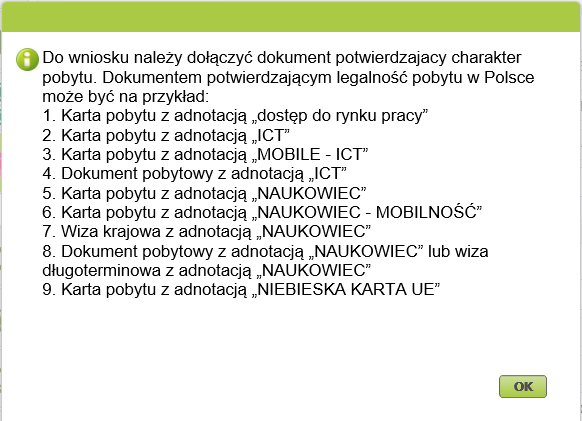 Do wniosku należy dołączyć dokument potwierdzajacy charakter
pobytu. Dokumentem potwierdzającym legalność pobytu w Polsce
może być na przykład:
1. Karta pobytu z adnotacją „dostęp do rynku pracy”
2. Karta pobytu z adnotacją „ICT”
3. Karta pobytu z adnotacją „MOBILE - ICT”
4. Dokument pobytowy z adnotacją „ICT”
5. Karta pobytu z adnotacją „NAUKOWIEC”
6. Karta pobytu z adnotacją „NAUKOWIEC - MOBILNOŚĆ”
7. Wiza krajowa z adnotacją „NAUKOWIEC”
8. Dokument pobytowy z adnotacją „NAUKOWIEC” lub wiza
długoterminowa z adnotacją „NAUKOWIEC”
9. Karta pobytu z adnotacją „NIEBIESKA KARTA UE”
OK